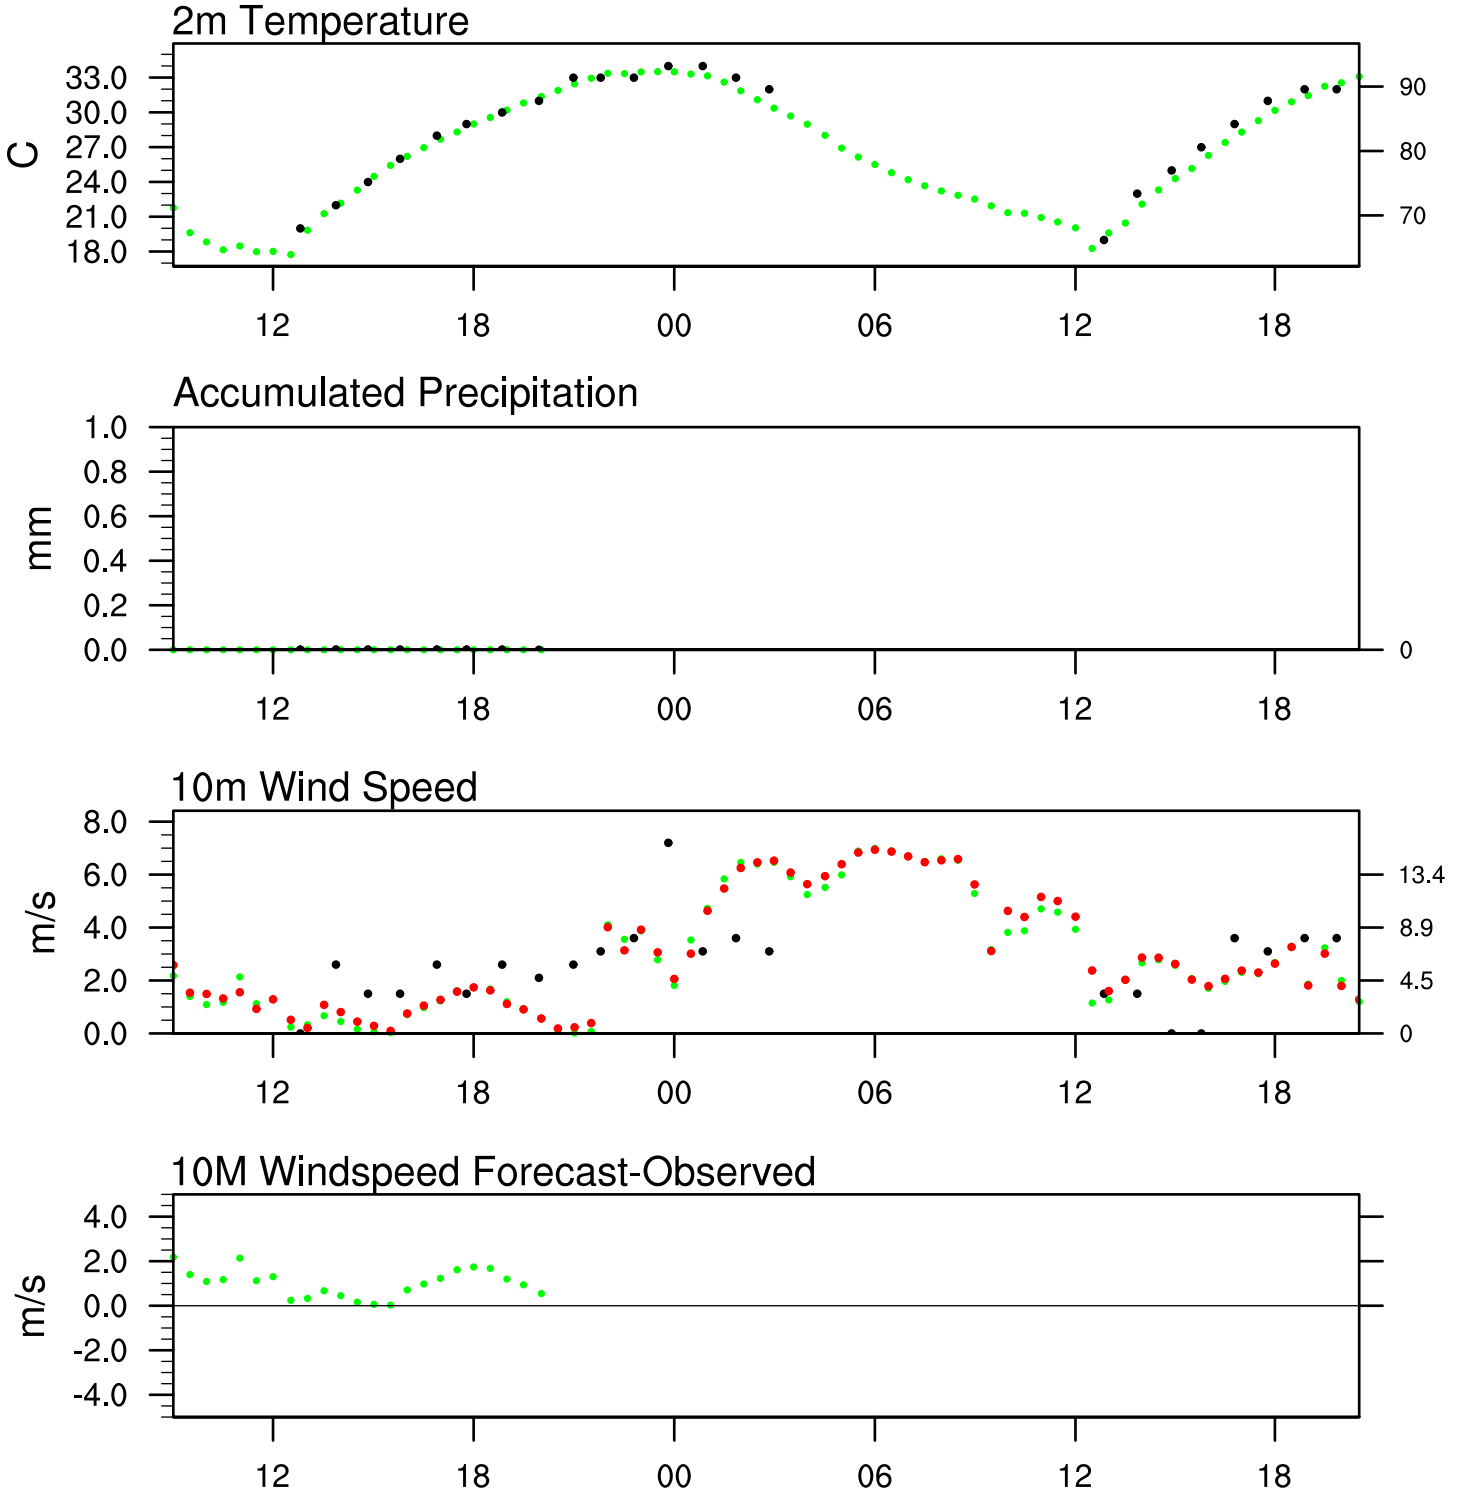 2m Temperature
C
33.0
30.0
27.0
24.0
21.0
18.0
90
80
70
12 18 00 06 12 18
Accumulated Precipitation
mm
1.0
0.8
0.6
0.4
0.2
0.0
0
12 18 00 06 12 18
10m Wind Speed
m/s
8.0
6.0
4.0
2.0
0.0
13.4
8.9
4.5
0
12 18 00 06 12 18
10M Windspeed Forecast-Observed
m/s
4.0
2.0
0.0
-2.0
-4.0
12 18 00 06 12 18